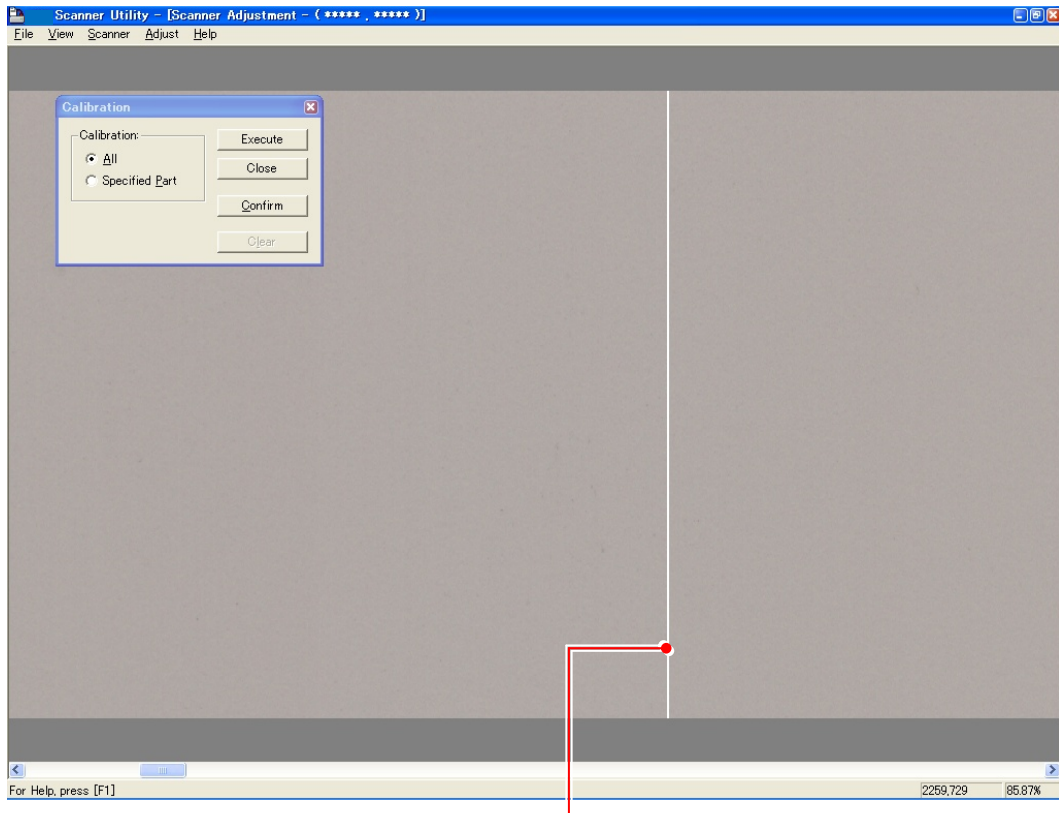 Scanner Utility - [Scanner Adjustment - ( ***** , ***** )]
File View Scanner Adjust Help
Calibration
Calibration:
All
Specified Part
Execute
Close
Confirm
Clear
For Help, press [F1]
2259,729 85.87%